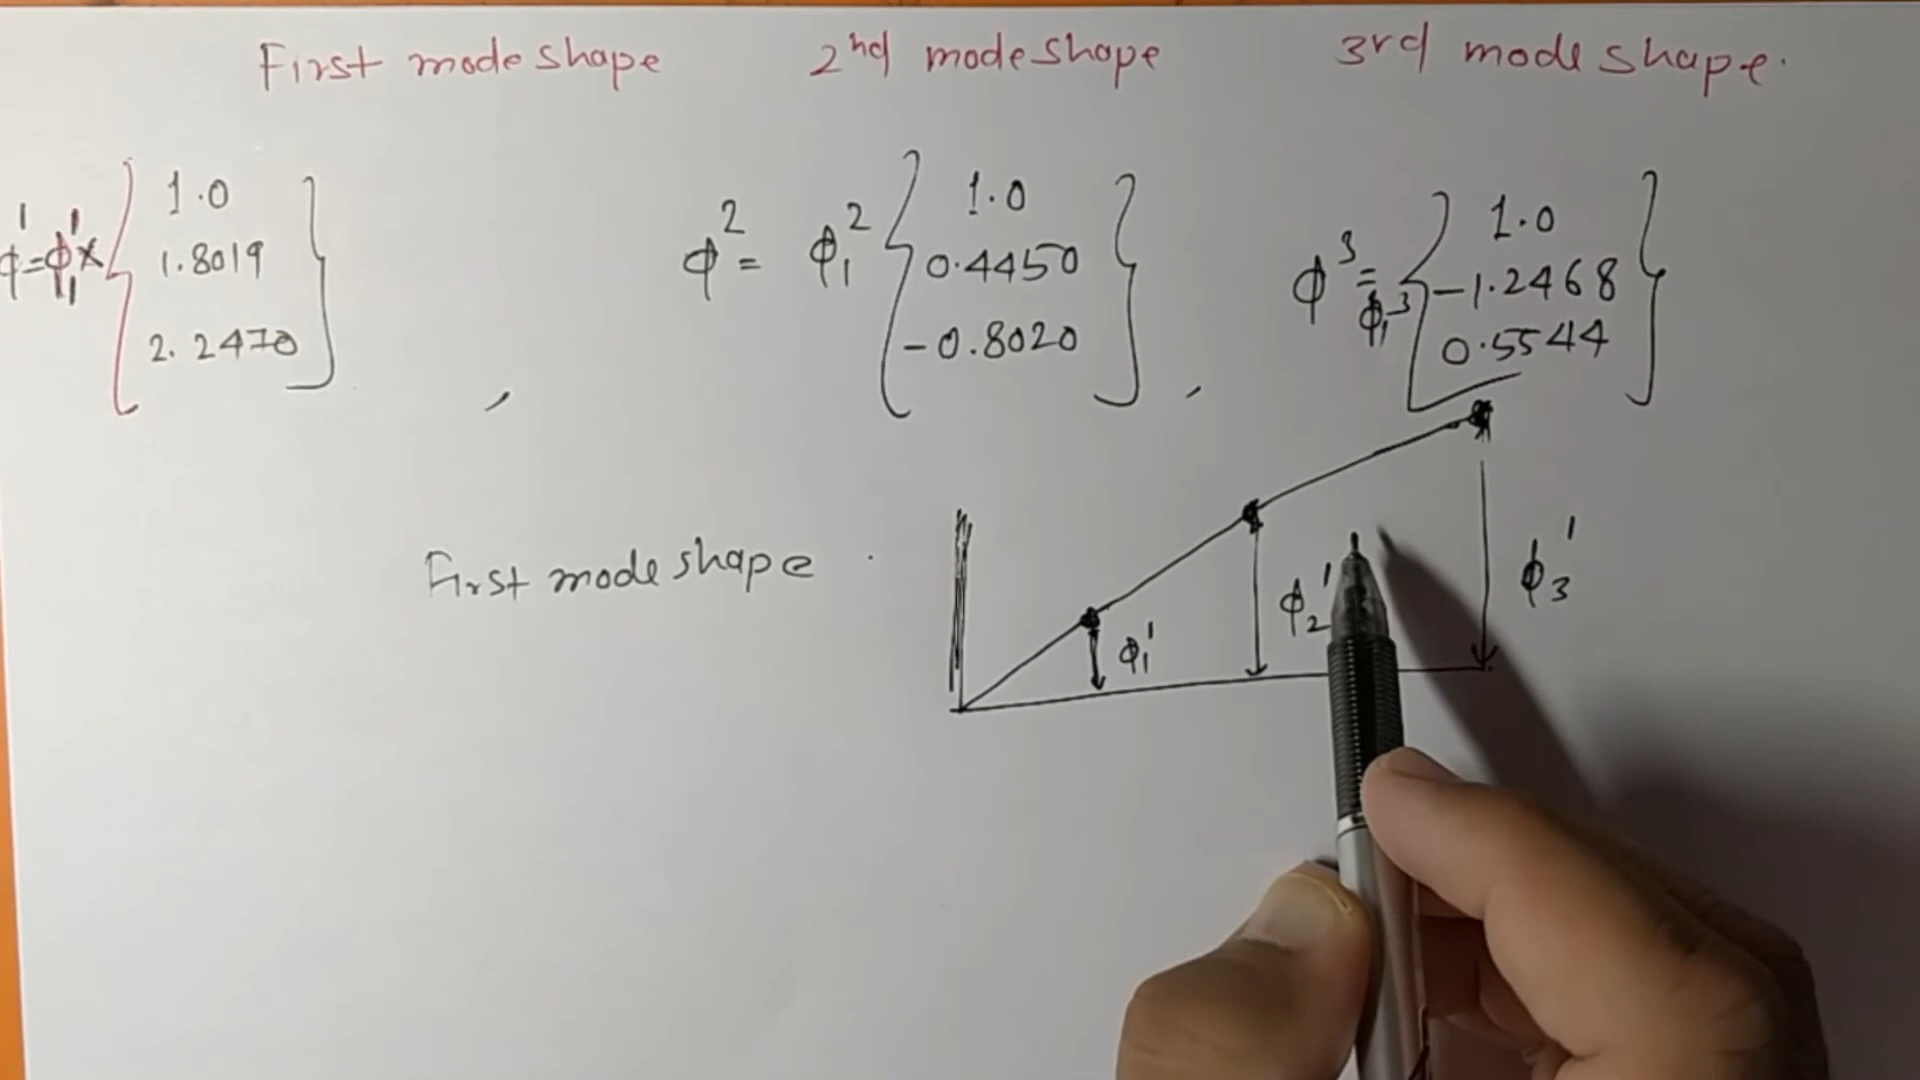 First mode shape 2nd mode shape 3rd mode shape.
ϕ¹=ϕ₁¹× { 1.0
1.8019
2.2470 } ,
ϕ² = ϕ₁² { 1.0
0.4450
-0.8020 } ,
ϕ³ = ϕ₁³ { 1.0
-1.2468
0.5544 }
First mode shape .
ϕ₁¹ ϕ₂¹ ϕ₃¹